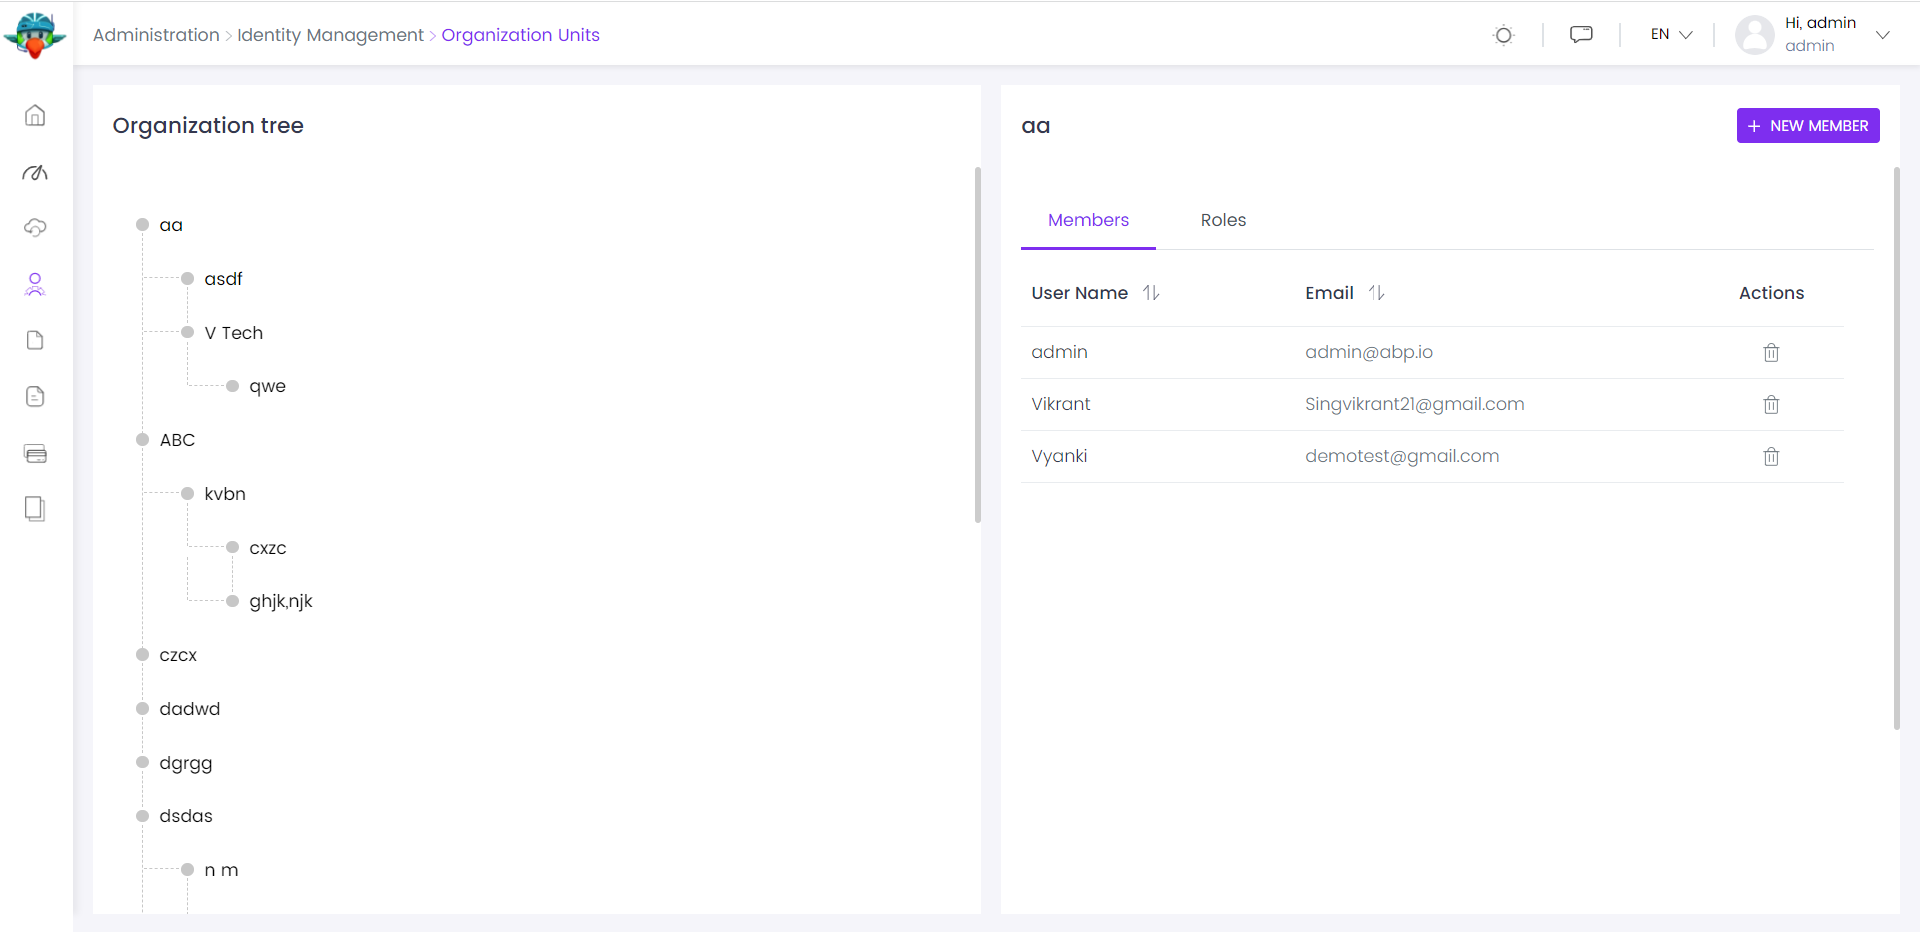 Administration > Identity Management > Organization Units
EN
Hi, admin
admin
Organization tree
aa
asdf
V Tech
qwe
ABC
kvbn
cxzc
ghjk,njk
czcx
dadwd
dgrgg
dsdas
n m
aa
+ NEW MEMBER
Members Roles
User Name Email Actions
admin admin@abp.io
Vikrant Singvikrant21@gmail.com
Vyanki demotest@gmail.com